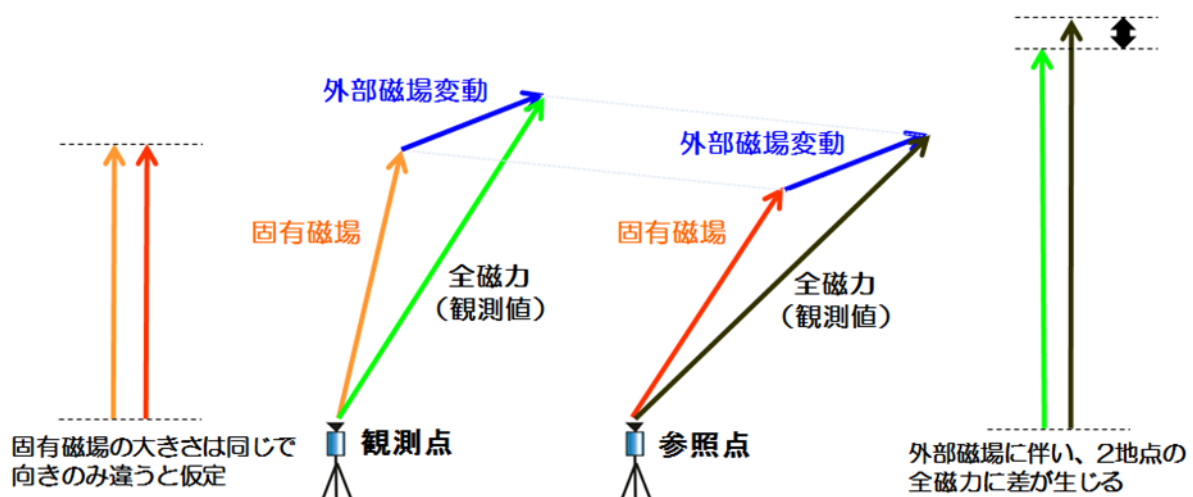 外部磁場変動
外部磁場変動
固有磁場
固有磁場
全磁力
（観測値）
全磁力
（観測値）
観測点
参照点
固有磁場の大きさは同じで
向きのみ違うと仮定
外部磁場に伴い、2地点の
全磁力に差が生じる